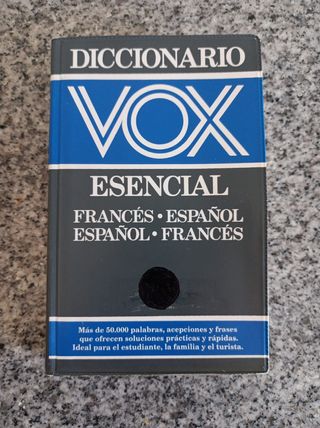 DICCIONARIO
VOX
ESENCIAL
FRANCÉS • ESPAÑOL
ESPAÑOL • FRANCÉS
Más de 50.000 palabras, acepciones y frases
que ofrecen soluciones prácticas y rápidas.
Ideal para el estudiante, la familia y el turista.